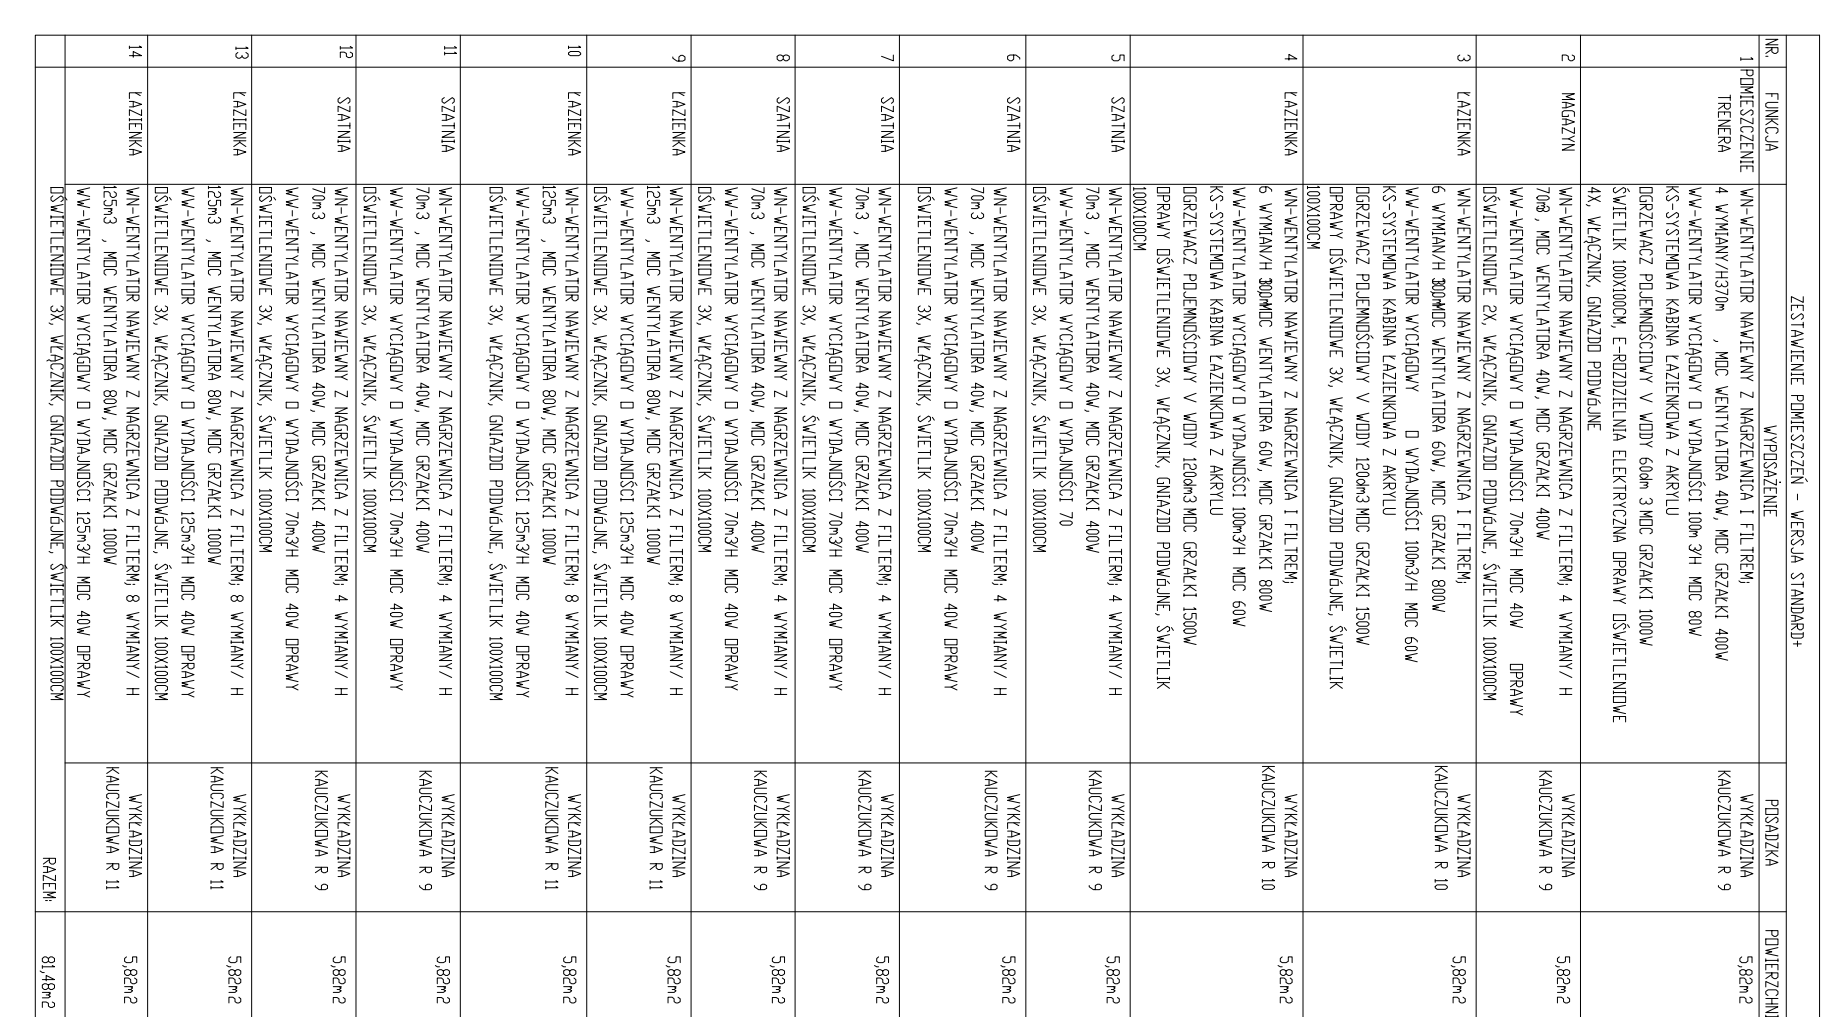 ZESTAWIENIE POMIESZCZEŃ - WERSJA STANDARD+
NR. FUNKCJA WYPOSAŻENIE POSADZKA POWIERZCHNI
1 POMIESZCZENIE TRENERA
WN-WENTYLATOR NAWIEWNY Z NAGRZEWNICA I FILTREM;
4 WYMIANY/H370m , MOC WENTYLATORA 40W, MOC GRZAŁKI 400W
WW-WENTYLATOR WYCIĄGOWY O WYDAJNOŚCI 100m 3/H MOC 80W
KS-SYSTEMOWA KABINA ŁAZIENKOWA Z AKRYLU
OGRZEWACZ POJEMNOŚCIOWY V WODY 60dm 3 MOC GRZAŁKI 1000W
ŚWIETLIK 100X100CM, E-ROZDZIELNIA ELEKTRYCZNA OPRAWY OŚWIETLENIOWE
4X, WŁĄCZNIK, GNIAZDO PODWÓJNE
WYKŁADZINA
KAUCZUKOWA R 9
5,82m2
2 MAGAZYN
WN-WENTYLATOR NAWIEWNY Z NAGRZEWNICA Z FILTERM; 4 WYMIANY/ H
70m3, MOC WENTYLATORA 40W, MOC GRZAŁKI 400W
WW-WENTYLATOR WYCIĄGOWY O WYDAJNOŚCI 70m3/H MOC 40W OPRAWY
OŚWIETLENIOWE 2X, WŁĄCZNIK, GNIAZDO PODWÓJNE, ŚWIETLIK 100X100CM
WYKŁADZINA
KAUCZUKOWA R 9
5,82m2
3 ŁAZIENKA
WN-WENTYLATOR NAWIEWNY Z NAGRZEWNICA I FILTREM;
6 WYMIAN/H MOC WENTYLATORA 60W, MOC GRZAŁKI 800W
WW-WENTYLATOR WYCIĄGOWY O WYDAJNOŚCI 100m3/H MOC 60W
KS-SYSTEMOWA KABINA ŁAZIENKOWA Z AKRYLU
OGRZEWACZ POJEMNOŚCIOWY V WODY 120dm3 MOC GRZAŁKI 1500W
OPRAWY OŚWIETLENIOWE 3X, WŁĄCZNIK, GNIAZDO PODWÓJNE, ŚWIETLIK
100X100CM
WYKŁADZINA
KAUCZUKOWA R 10
5,82m2
4 ŁAZIENKA
WN-WENTYLATOR NAWIEWNY Z NAGRZEWNICA I FILTREM;
6 WYMIAN/H MOC WENTYLATORA 60W, MOC GRZAŁKI 800W
WW-WENTYLATOR WYCIĄGOWY O WYDAJNOŚCI 100m3/H MOC 60W
KS-SYSTEMOWA KABINA ŁAZIENKOWA Z AKRYLU
OGRZEWACZ POJEMNOŚCIOWY V WODY 120dm3 MOC GRZAŁKI 1500W
OPRAWY OŚWIETLENIOWE 3X, WŁĄCZNIK, GNIAZDO PODWÓJNE, ŚWIETLIK
100X100CM
WYKŁADZINA
KAUCZUKOWA R 10
5,82m2
5 SZATNIA
WN-WENTYLATOR NAWIEWNY Z NAGRZEWNICA Z FILTERM; 4 WYMIANY/ H
70m3 , MOC WENTYLATORA 40W, MOC GRZAŁKI 400W
WW-WENTYLATOR WYCIĄGOWY O WYDAJNOŚCI 70
OŚWIETLENIOWE 3X, WŁĄCZNIK, ŚWIETLIK 100X100CM
WYKŁADZINA
KAUCZUKOWA R 9
5,82m2
6 SZATNIA
WN-WENTYLATOR NAWIEWNY Z NAGRZEWNICA Z FILTERM; 4 WYMIANY/ H
70m3 , MOC WENTYLATORA 40W, MOC GRZAŁKI 400W
WW-WENTYLATOR WYCIĄGOWY O WYDAJNOŚCI 70m3/H MOC 40W OPRAWY
OŚWIETLENIOWE 3X, WŁĄCZNIK, ŚWIETLIK 100X100CM
WYKŁADZINA
KAUCZUKOWA R 9
5,82m2
7 SZATNIA
WN-WENTYLATOR NAWIEWNY Z NAGRZEWNICA Z FILTERM; 4 WYMIANY/ H
70m3 , MOC WENTYLATORA 40W, MOC GRZAŁKI 400W
WW-WENTYLATOR WYCIĄGOWY O WYDAJNOŚCI 70m3/H MOC 40W OPRAWY
OŚWIETLENIOWE 3X, WŁĄCZNIK, ŚWIETLIK 100X100CM
WYKŁADZINA
KAUCZUKOWA R 9
5,82m2
8 SZATNIA
WN-WENTYLATOR NAWIEWNY Z NAGRZEWNICA Z FILTERM; 4 WYMIANY/ H
70m3 , MOC WENTYLATORA 40W, MOC GRZAŁKI 400W
WW-WENTYLATOR WYCIĄGOWY O WYDAJNOŚCI 70m3/H MOC 40W OPRAWY
OŚWIETLENIOWE 3X, WŁĄCZNIK, ŚWIETLIK 100X100CM
WYKŁADZINA
KAUCZUKOWA R 9
5,82m2
9 ŁAZIENKA
WN-WENTYLATOR NAWIEWNY Z NAGRZEWNICA Z FILTERM; 8 WYMIANY/ H
125m3 , MOC WENTYLATORA 80W, MOC GRZAŁKI 1000W
WW-WENTYLATOR WYCIĄGOWY O WYDAJNOŚCI 125m3/H MOC 40W OPRAWY
OŚWIETLENIOWE 3X, WŁĄCZNIK, GNIAZDO PODWÓJNE, ŚWIETLIK 100X100CM
WYKŁADZINA
KAUCZUKOWA R 11
5,82m2
10 ŁAZIENKA
WN-WENTYLATOR NAWIEWNY Z NAGRZEWNICA Z FILTERM; 8 WYMIANY/ H
125m3 , MOC WENTYLATORA 80W, MOC GRZAŁKI 1000W
WW-WENTYLATOR WYCIĄGOWY O WYDAJNOŚCI 125m3/H MOC 40W OPRAWY
OŚWIETLENIOWE 3X, WŁĄCZNIK, GNIAZDO PODWÓJNE, ŚWIETLIK 100X100CM
WYKŁADZINA
KAUCZUKOWA R 11
5,82m2
11 SZATNIA
WN-WENTYLATOR NAWIEWNY Z NAGRZEWNICA Z FILTERM; 4 WYMIANY/ H
70m3 , MOC WENTYLATORA 40W, MOC GRZAŁKI 400W
WW-WENTYLATOR WYCIĄGOWY O WYDAJNOŚCI 70m3/H MOC 40W OPRAWY
OŚWIETLENIOWE 3X, WŁĄCZNIK, ŚWIETLIK 100X100CM
WYKŁADZINA
KAUCZUKOWA R 9
5,82m2
12 SZATNIA
WN-WENTYLATOR NAWIEWNY Z NAGRZEWNICA Z FILTERM; 4 WYMIANY/ H
70m3 , MOC WENTYLATORA 40W, MOC GRZAŁKI 400W
WW-WENTYLATOR WYCIĄGOWY O WYDAJNOŚCI 70m3/H MOC 40W OPRAWY
OŚWIETLENIOWE 3X, WŁĄCZNIK, ŚWIETLIK 100X100CM
WYKŁADZINA
KAUCZUKOWA R 9
5,82m2
13 ŁAZIENKA
WN-WENTYLATOR NAWIEWNY Z NAGRZEWNICA Z FILTERM; 8 WYMIANY/ H
125m3 , MOC WENTYLATORA 80W, MOC GRZAŁKI 1000W
WW-WENTYLATOR WYCIĄGOWY O WYDAJNOŚCI 125m3/H MOC 40W OPRAWY
OŚWIETLENIOWE 3X, WŁĄCZNIK, GNIAZDO PODWÓJNE, ŚWIETLIK 100X100CM
WYKŁADZINA
KAUCZUKOWA R 11
5,82m2
14 ŁAZIENKA
WN-WENTYLATOR NAWIEWNY Z NAGRZEWNICA Z FILTERM; 8 WYMIANY/ H
125m3 , MOC WENTYLATORA 80W, MOC GRZAŁKI 1000W
WW-WENTYLATOR WYCIĄGOWY O WYDAJNOŚCI 125m3/H MOC 40W OPRAWY
OŚWIETLENIOWE 3X, WŁĄCZNIK, GNIAZDO PODWÓJNE, ŚWIETLIK 100X100CM
WYKŁADZINA
KAUCZUKOWA R 11
5,82m2
RAZEM: 81,48m2